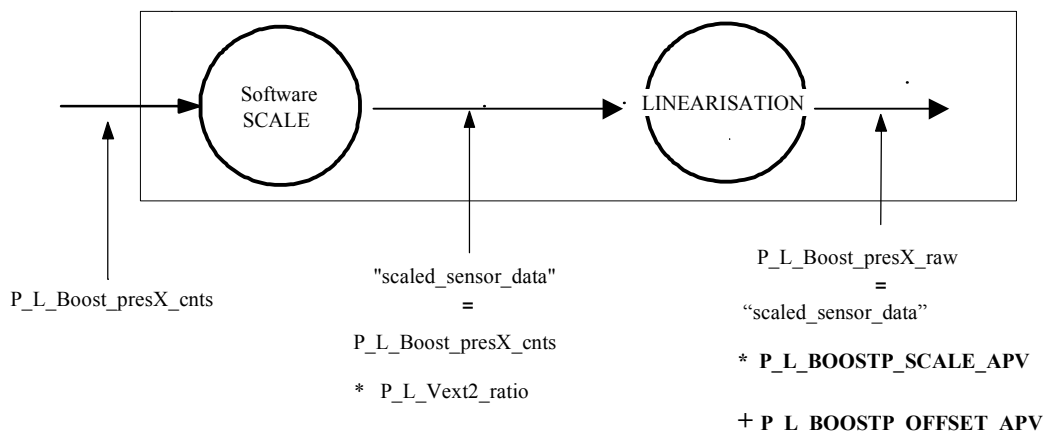 Software
SCALE
LINEARISATION
P_L_Boost_presX_cnts
"scaled_sensor_data"
=
P_L_Boost_presX_cnts
* P_L_Vext2_ratio
P_L_Boost_presX_raw
=
“scaled_sensor_data”
* P_L_BOOSTP_SCALE_APV
+ P_L_BOOSTP_OFFSET_APV